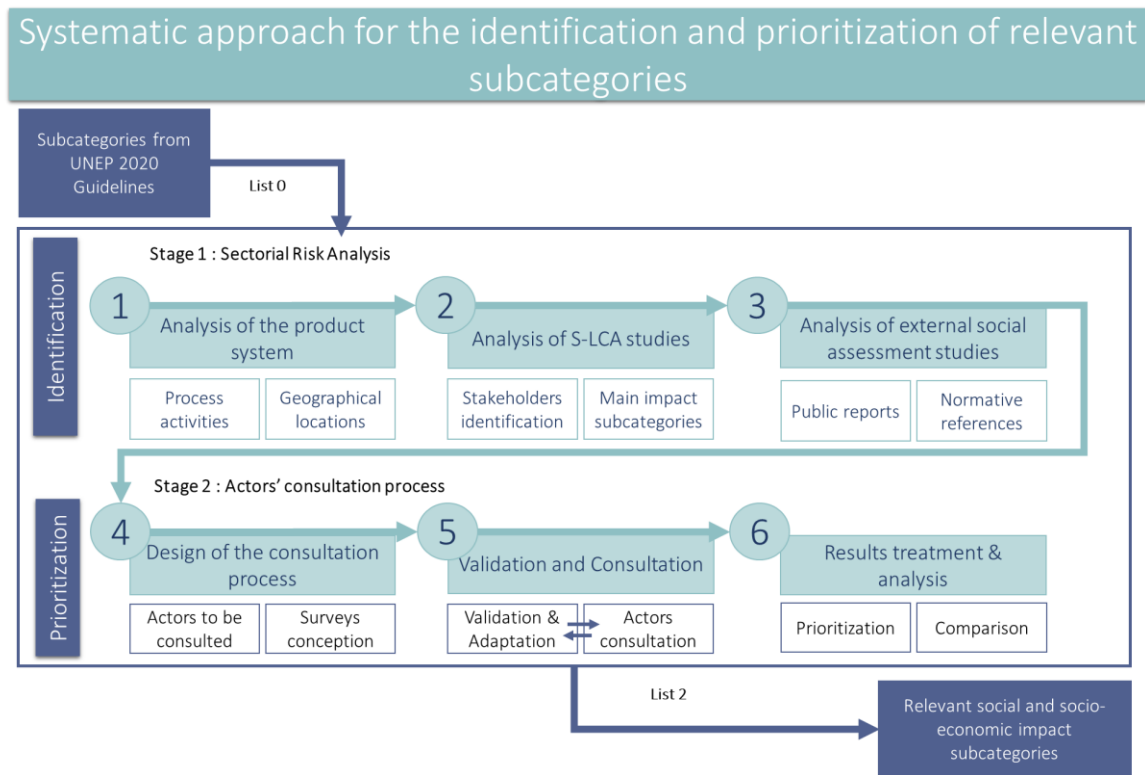 Systematic approach for the identification and prioritization of relevant
subcategories
Subcategories from
UNEP 2020
Guidelines
List 0
Identification
Stage 1 : Sectorial Risk Analysis
1
Analysis of the product
system
Process
activities
Geographical
locations
2
Analysis of S-LCA studies
Stakeholders
identification
Main impact
subcategories
3
Analysis of external social
assessment studies
Public reports
Normative
references
Prioritization
Stage 2 : Actors’ consultation process
4
Design of the consultation
process
Actors to be
consulted
Surveys
conception
5
Validation and Consultation
Validation &
Adaptation
Actors
consultation
6
Results treatment &
analysis
Prioritization
Comparison
List 2
Relevant social and socio-
economic impact
subcategories